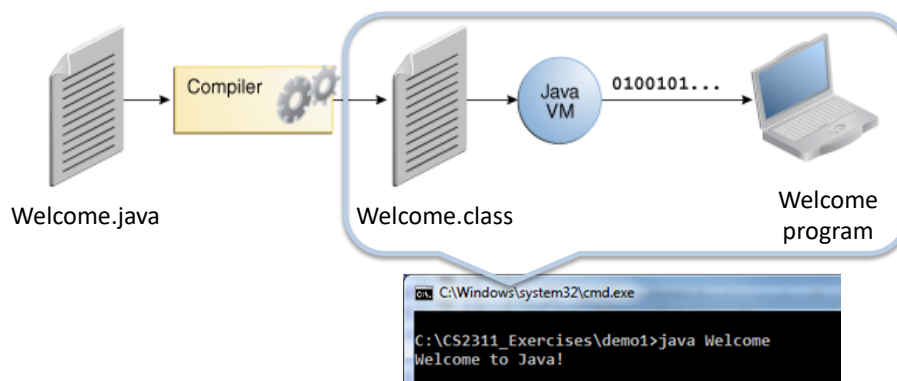 Compiler
Java
VM
0100101...
Welcome.java
Welcome.class
Welcome
program
C:\Windows\system32\cmd.exe
C:\CS2311_Exercises\demo1>java Welcome
Welcome to Java!